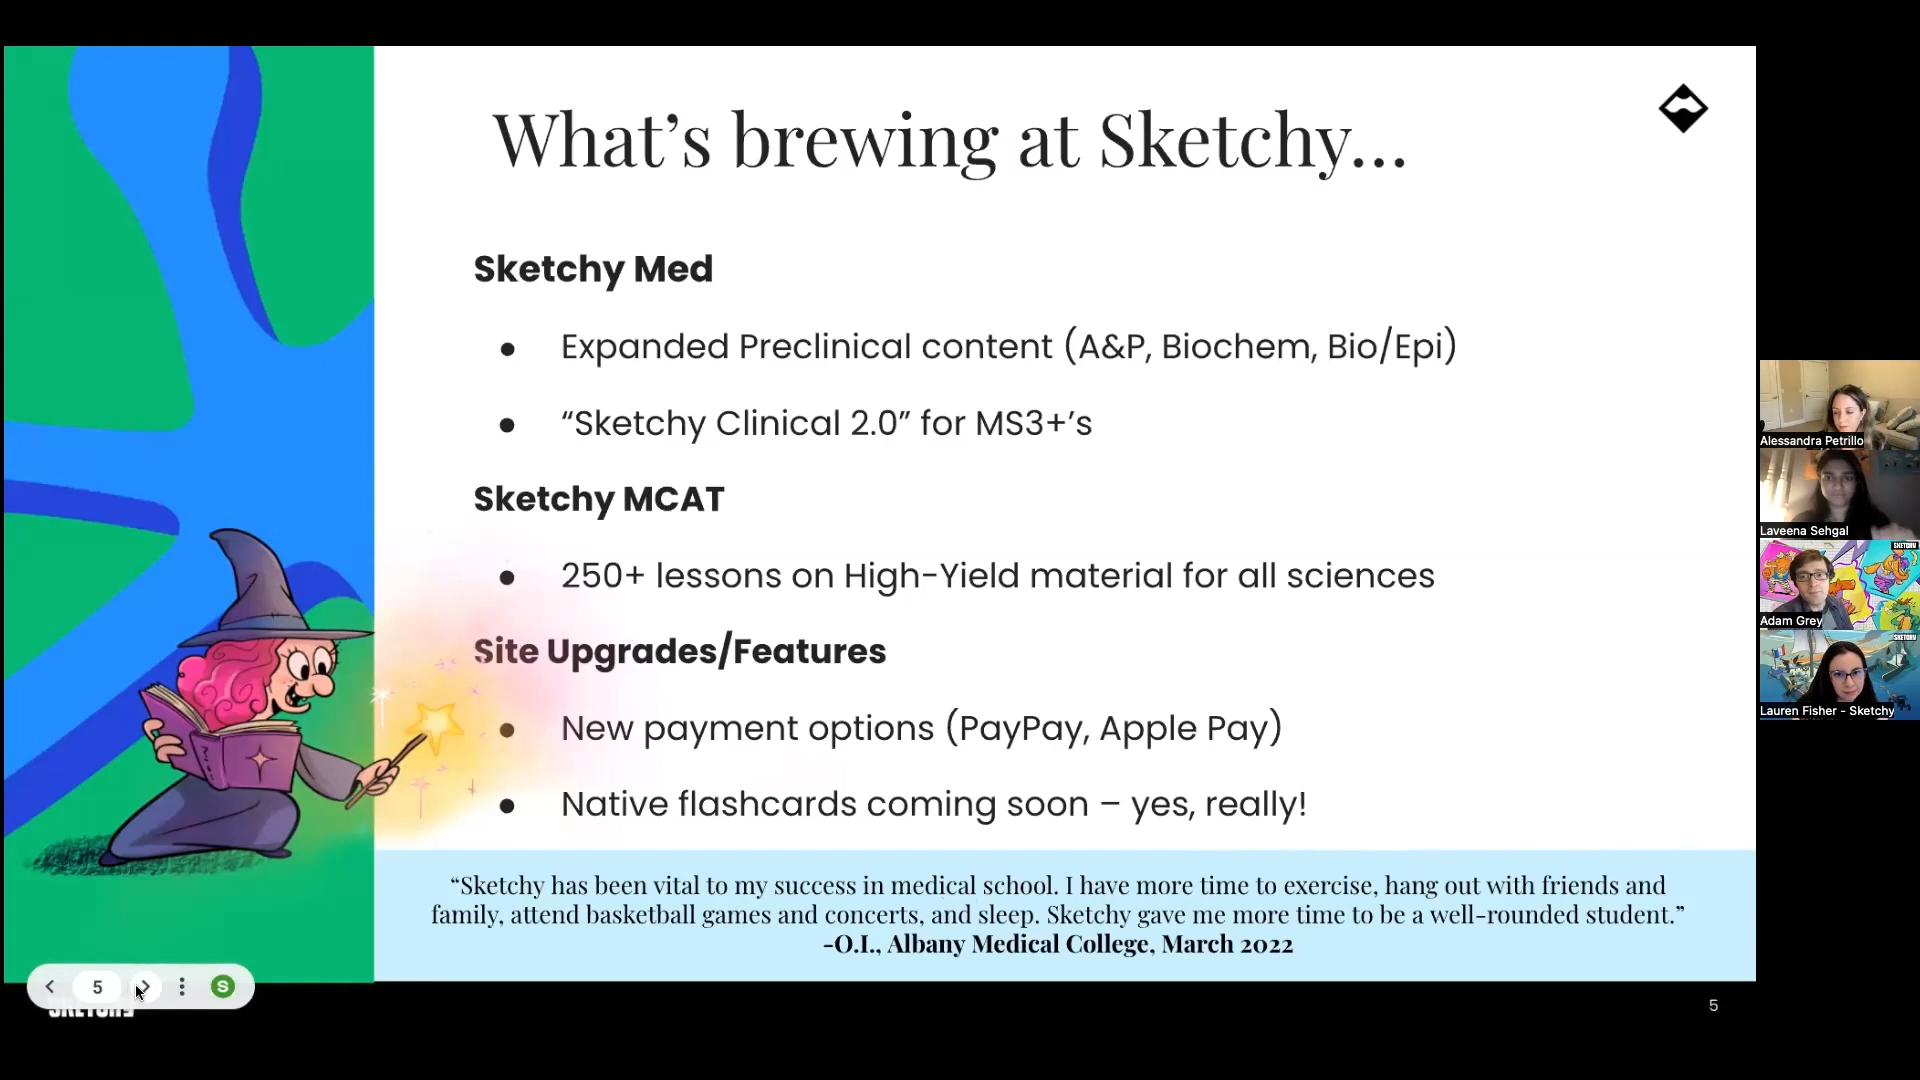 What’s brewing at Sketchy...
Sketchy Med
● Expanded Preclinical content (A&P, Biochem, Bio/Epi)
● “Sketchy Clinical 2.0” for MS3+’s
Sketchy MCAT
● 250+ lessons on High-Yield material for all sciences
Site Upgrades/Features
● New payment options (PayPay, Apple Pay)
● Native flashcards coming soon – yes, really!
“Sketchy has been vital to my success in medical school. I have more time to exercise, hang out with friends and
family, attend basketball games and concerts, and sleep. Sketchy gave me more time to be a well-rounded student.”
-O.I., Albany Medical College, March 2022
5
S
SKETCHY
5
Alessandra Petrillo
Laveena Sehgal
SKETCHY
Adam Grey
SKETCHY
Lauren Fisher - Sketchy